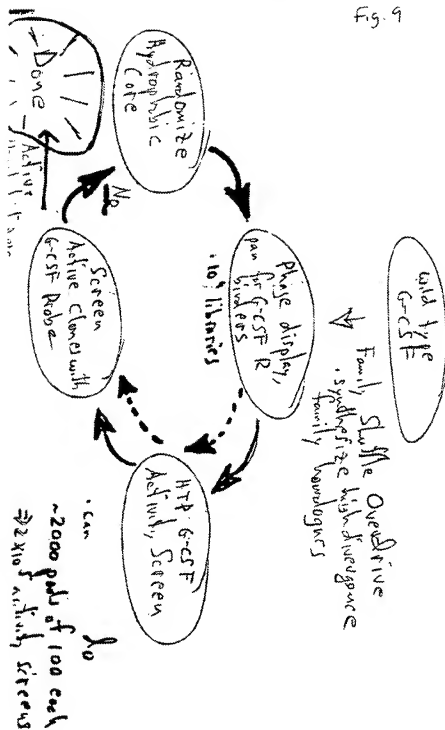 Fig. 9
wild type
G-CSF
Family Shuffle Overdrive
· synthesize high divergence
family homologues
Randomize
Hydrophobic
Core
Phage display,
pan for G-CSF R
binders
· 10⁹ libraries
HTP G-CSF
Activity Screen
· can do
~2000 pools of 100 each
⇒ 2x10⁵ activity screens
Screen
Active Clones with
G-CSF Probe
No
Done
Active